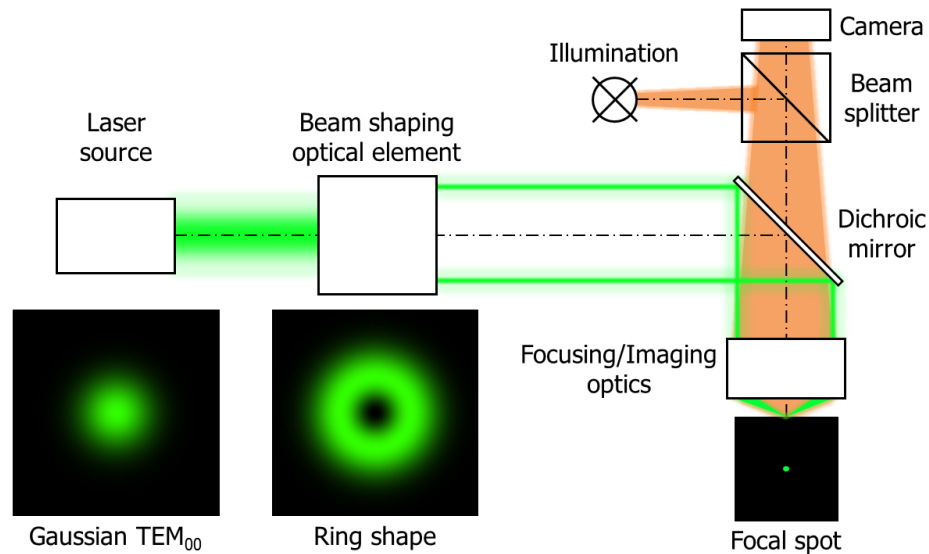 Camera
Illumination
Beam
splitter
Laser
source
Beam shaping
optical element
Dichroic
mirror
Focusing/Imaging
optics
Gaussian TEM₀₀
Ring shape
Focal spot